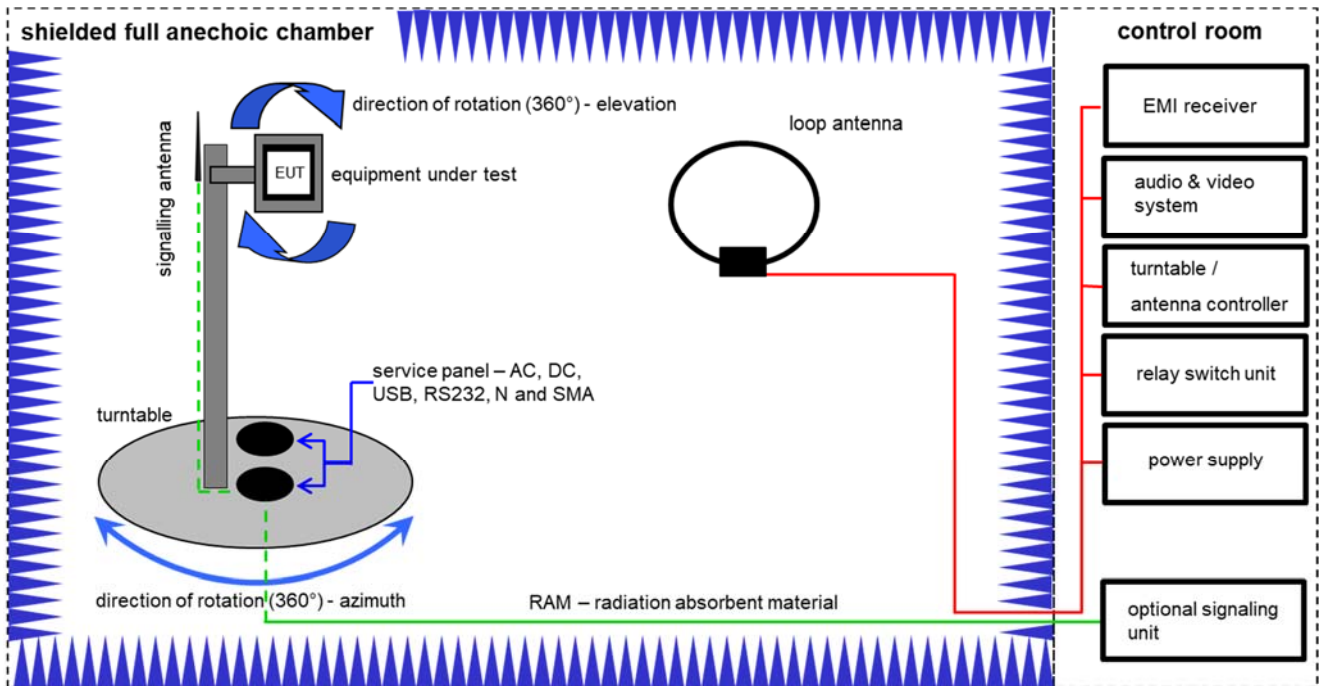 shielded full anechoic chamber
control room
direction of rotation (360°) - elevation
signalling antenna
EUT
equipment under test
loop antenna
EMI receiver
audio & video
system
turntable /
antenna controller
relay switch unit
power supply
service panel – AC, DC,
USB, RS232, N and SMA
turntable
direction of rotation (360°) - azimuth
RAM – radiation absorbent material
optional signaling
unit